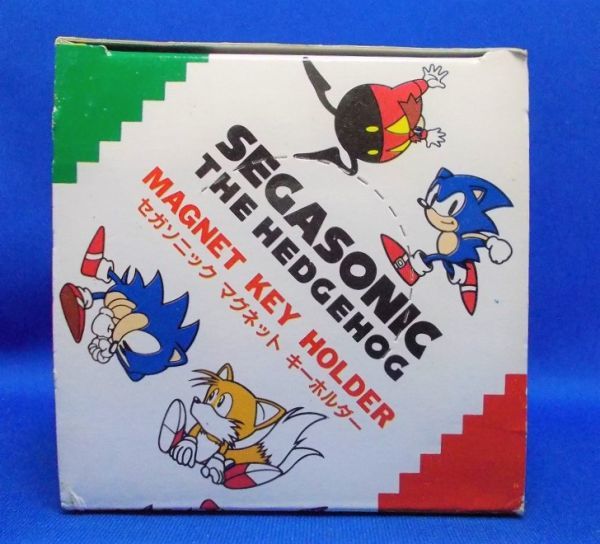 SEGASONIC
THE HEDGEHOG
MAGNET KEY HOLDER
セガソニック マグネット キーホルダー